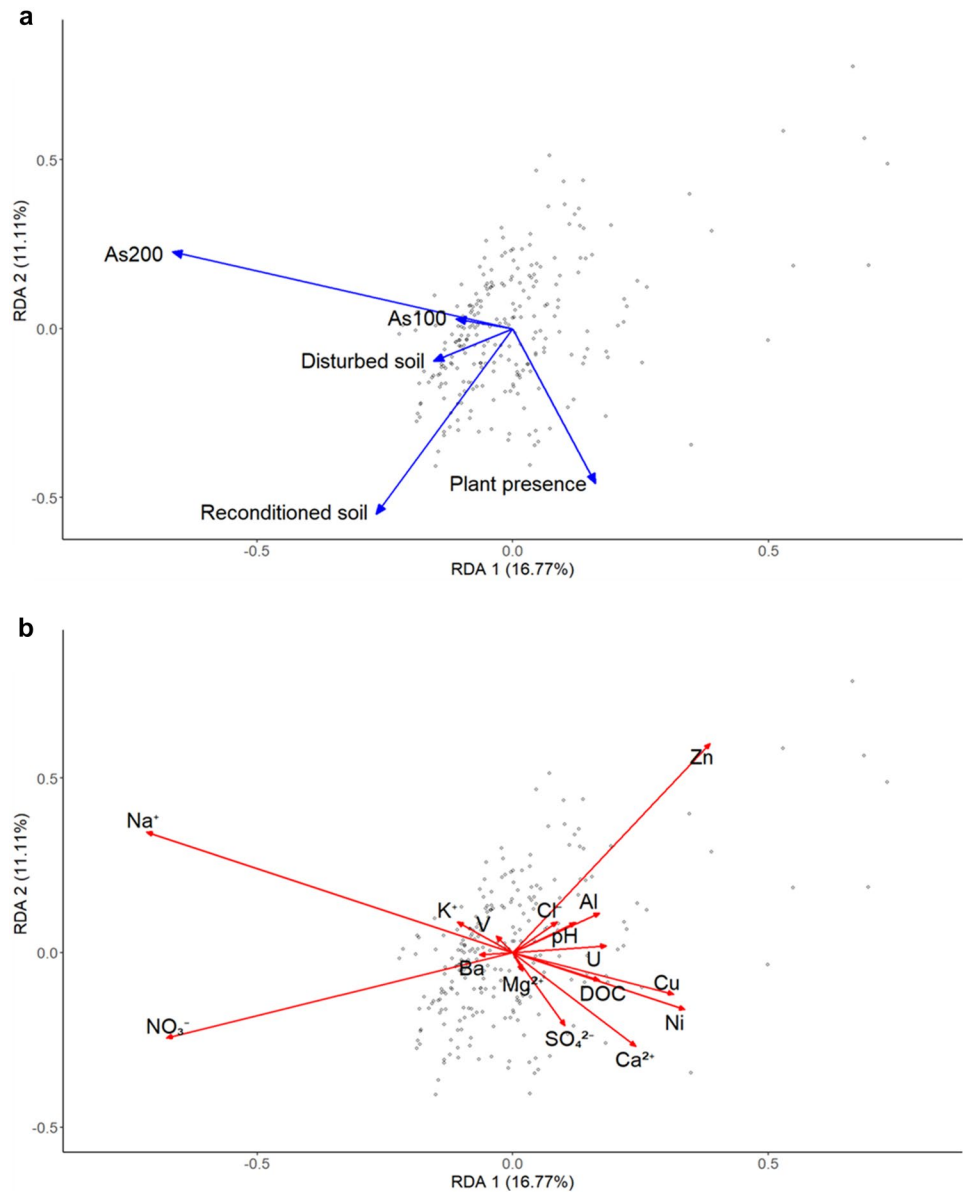 a
RDA 2 (11.11%)
0.5
0.0
-0.5
As200
As100
Disturbed soil
Plant presence
Reconditioned soil
-0.5
0.0
0.5
RDA 1 (16.77%)
b
RDA 2 (11.11%)
0.5
0.0
-0.5
Zn
Na⁺
K⁺
V
Cl⁻
Al
pH
U
Ba
Mg²⁺
DOC
Cu
Ni
NO₃⁻
SO₄²⁻
Ca²⁺
-0.5
0.0
0.5
RDA 1 (16.77%)